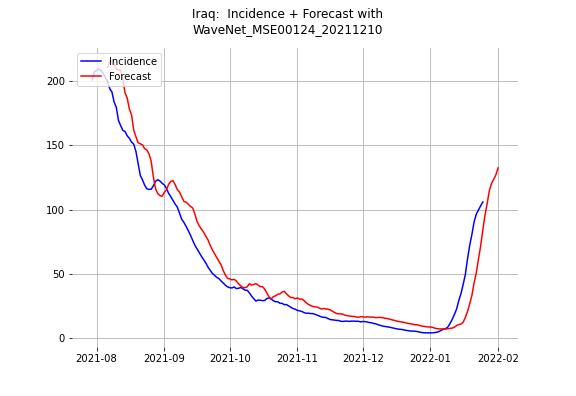 Iraq:  Incidence + Forecast with
WaveNet_MSE00124_20211210
Incidence
Forecast
200
150
100
50
0
2021-08 2021-09 2021-10 2021-11 2021-12 2022-01 2022-02